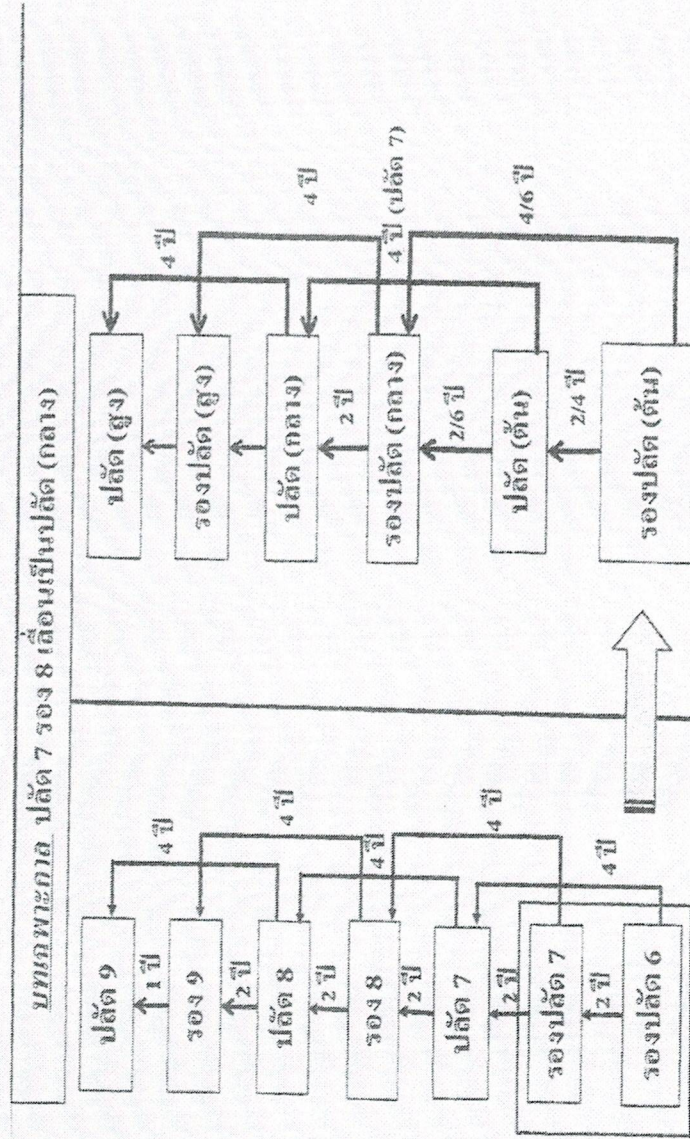 บทเฉพาะกาล ปลัด 7 รอง 8 เลื่อนเป็นปลัด (กลาง)
ปลัด 9
1 ปี
4 ปี
รอง 9
2 ปี
4 ปี
ปลัด 8
2 ปี
4 ปี
รอง 8
2 ปี
4 ปี
ปลัด 7
2 ปี
4 ปี
รองปลัด 7
2 ปี
รองปลัด 6
ปลัด (สูง)
4 ปี
รองปลัด (สูง)
4 ปี
ปลัด (กลาง)
2 ปี
4 ปี (ปลัด 7)
รองปลัด (กลาง)
2/6 ปี
4/6 ปี
ปลัด (ต้น)
2/4 ปี
รองปลัด (ต้น)